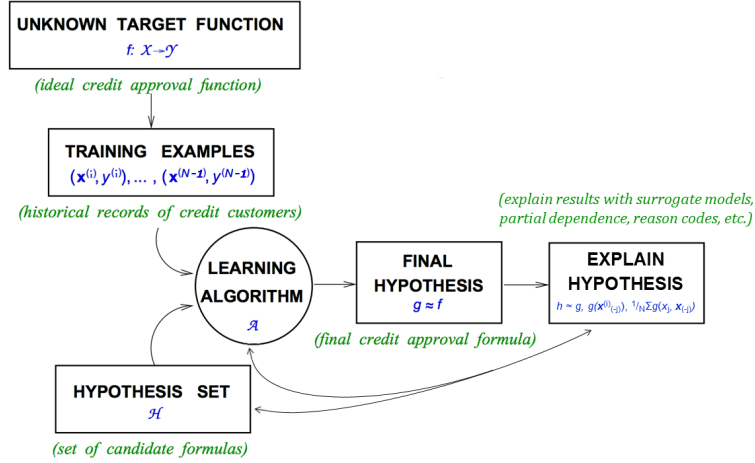 UNKNOWN TARGET FUNCTION
f: 𝒳→𝒴
(ideal credit approval function)
TRAINING EXAMPLES
(x⁽ⁱ⁾, y⁽ⁱ⁾), ... , (x⁽ᴺ⁻¹⁾, y⁽ᴺ⁻¹⁾)
(historical records of credit customers)
LEARNING
ALGORITHM
𝒜
HYPOTHESIS SET
ℋ
(set of candidate formulas)
FINAL
HYPOTHESIS
g ≈ f
(final credit approval formula)
(explain results with surrogate models,
partial dependence, reason codes, etc.)
EXPLAIN
HYPOTHESIS
h ≈ g, g(x⁽ⁱ⁾₍₋ⱼ₎), ¹/N Σg(xⱼ, x₍₋ⱼ₎)